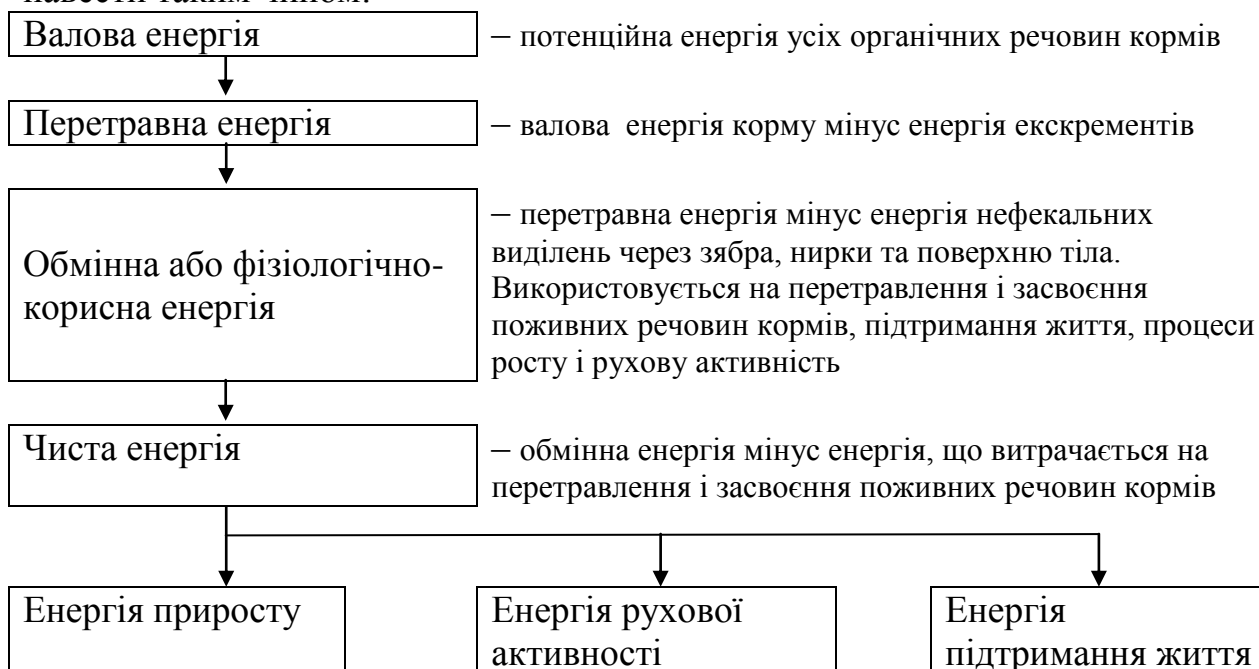 навести таким чином:
Валова енергія
– потенційна енергія усіх органічних речовин кормів
Перетравна енергія
– валова енергія корму мінус енергія екскрементів
Обмінна або фізіологічно-
корисна енергія
– перетравна енергія мінус енергія нефекальних
виділень через зябра, нирки та поверхню тіла.
Використовується на перетравлення і засвоєння
поживних речовин кормів, підтримання життя, процеси
росту і рухову активність
Чиста енергія
– обмінна енергія мінус енергія, що витрачається на
перетравлення і засвоєння поживних речовин кормів
Енергія приросту
Енергія рухової
активності
Енергія
підтримання життя